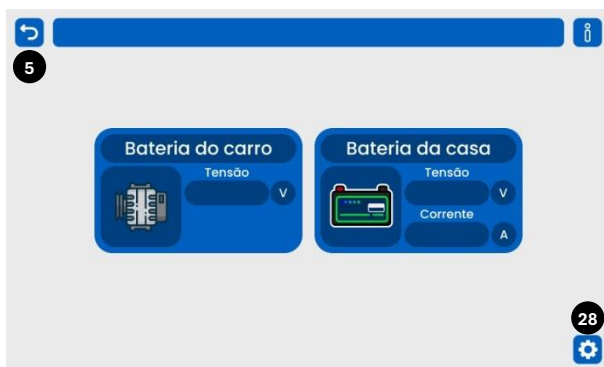 5
Bateria do carro
Tensão
V
Bateria da casa
Tensão
V
Corrente
A
28